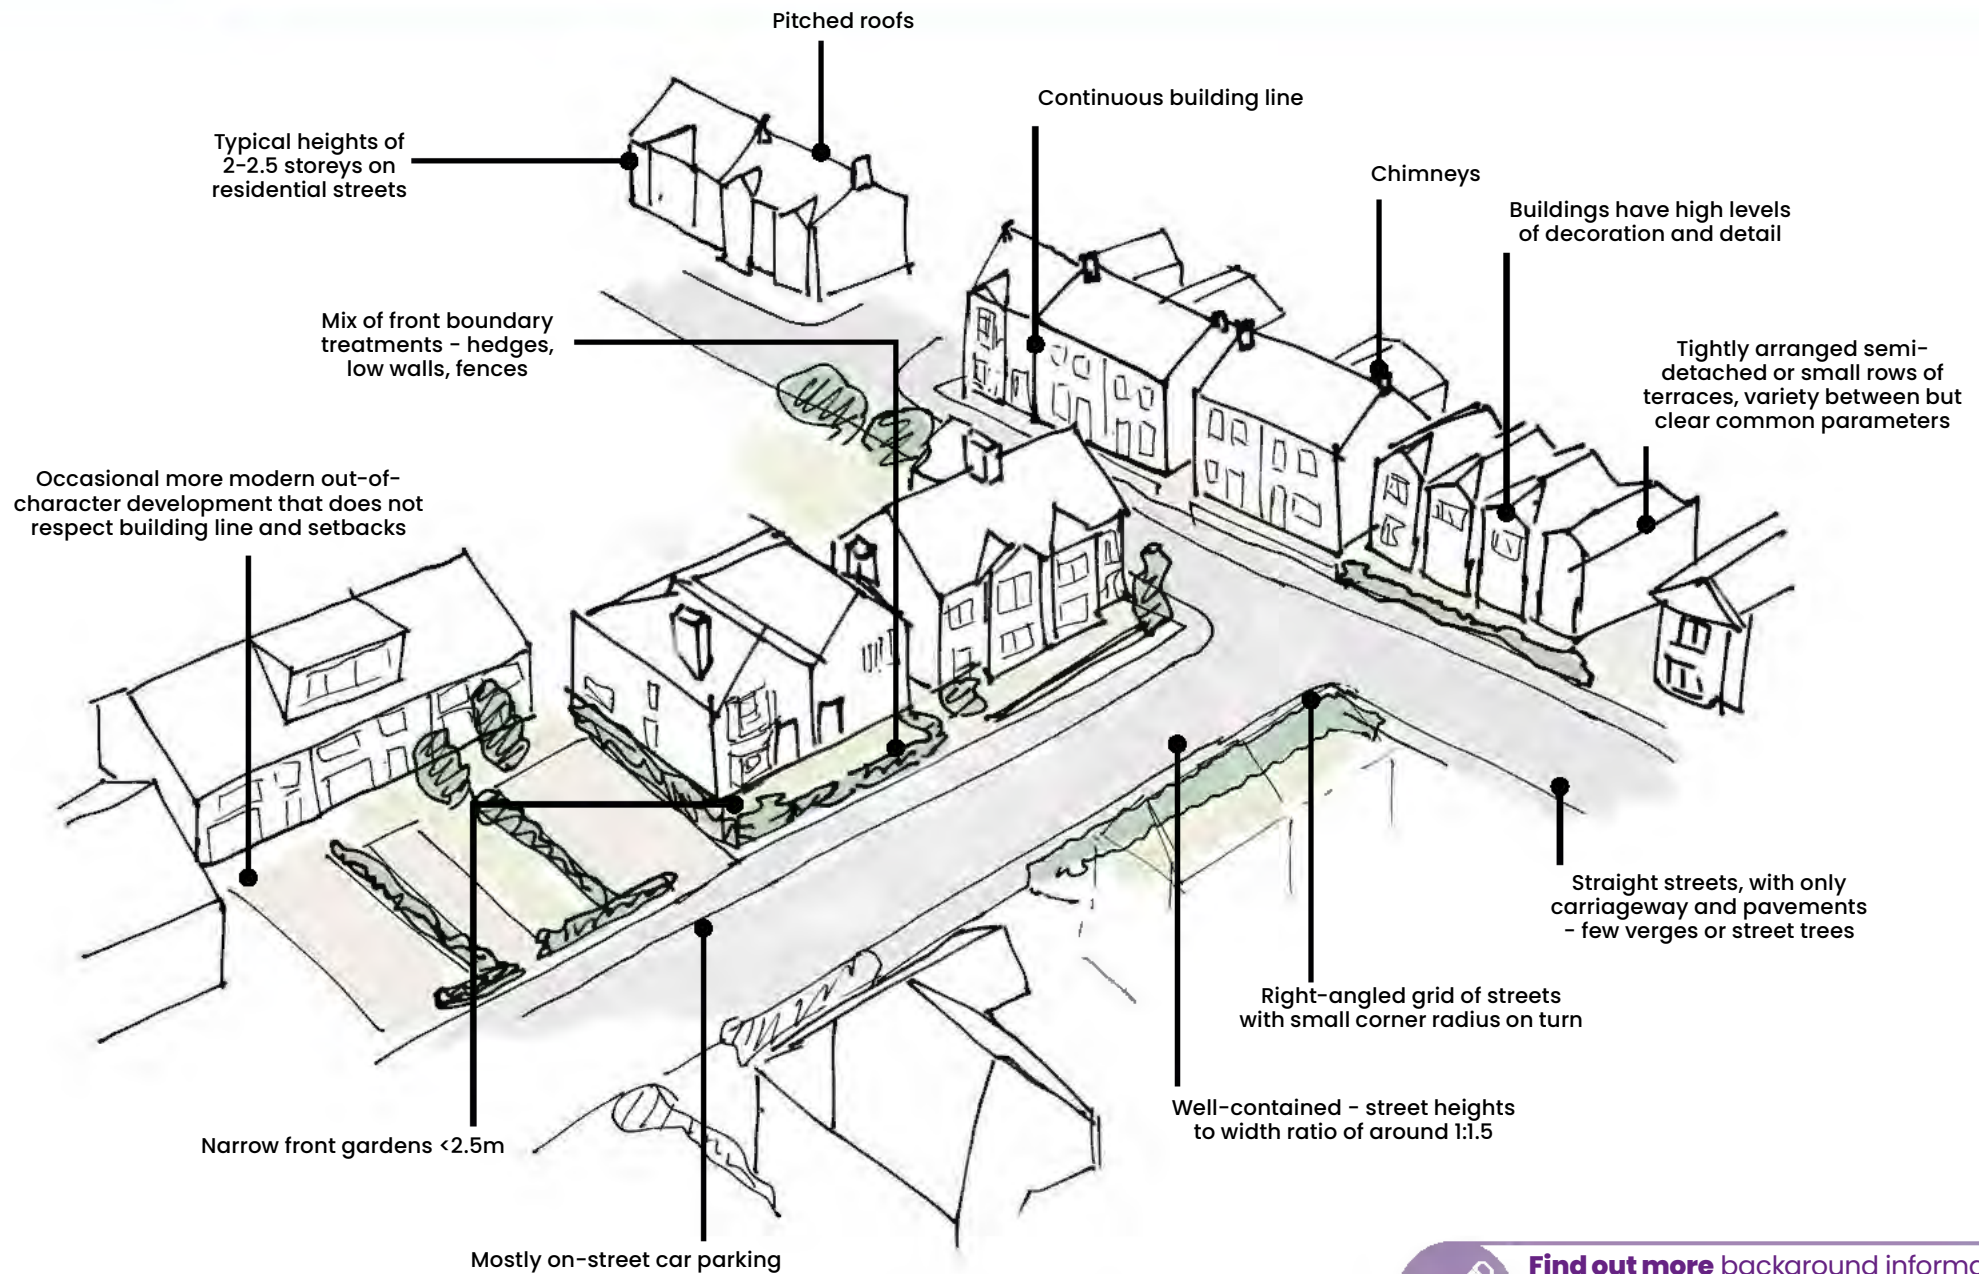 Pitched roofs
Continuous building line
Typical heights of
2-2.5 storeys on
residential streets
Chimneys
Buildings have high levels
of decoration and detail
Mix of front boundary
treatments - hedges,
low walls, fences
Tightly arranged semi-
detached or small rows of
terraces, variety between but
clear common parameters
Occasional more modern out-of-
character development that does not
respect building line and setbacks
Straight streets, with only
carriageway and pavements
- few verges or street trees
Right-angled grid of streets
with small corner radius on turn
Well-contained - street heights
to width ratio of around 1:1.5
Narrow front gardens <2.5m
Mostly on-street car parking
Find out more background